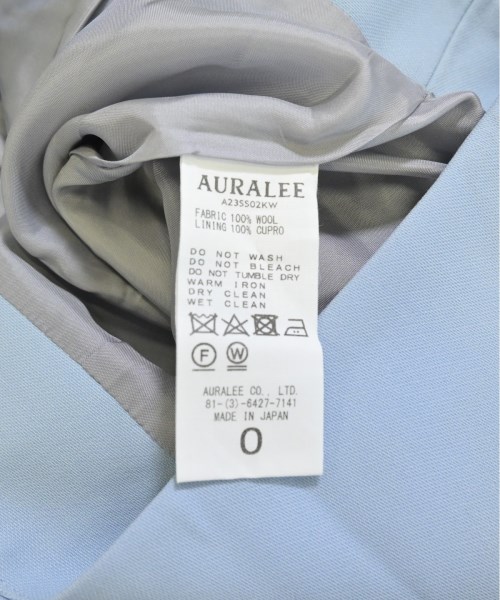 AURALEE
A23SS02KW
FABRIC 100% WOOL
LINING 100% CUPRO
DO NOT WASH
DO NOT BLEACH
DO NOT TUMBLE DRY
WARM IRON
DRY CLEAN
WET CLEAN
F W
AURALEE CO., LTD.
81-(3)-6427-7141
MADE IN JAPAN
0